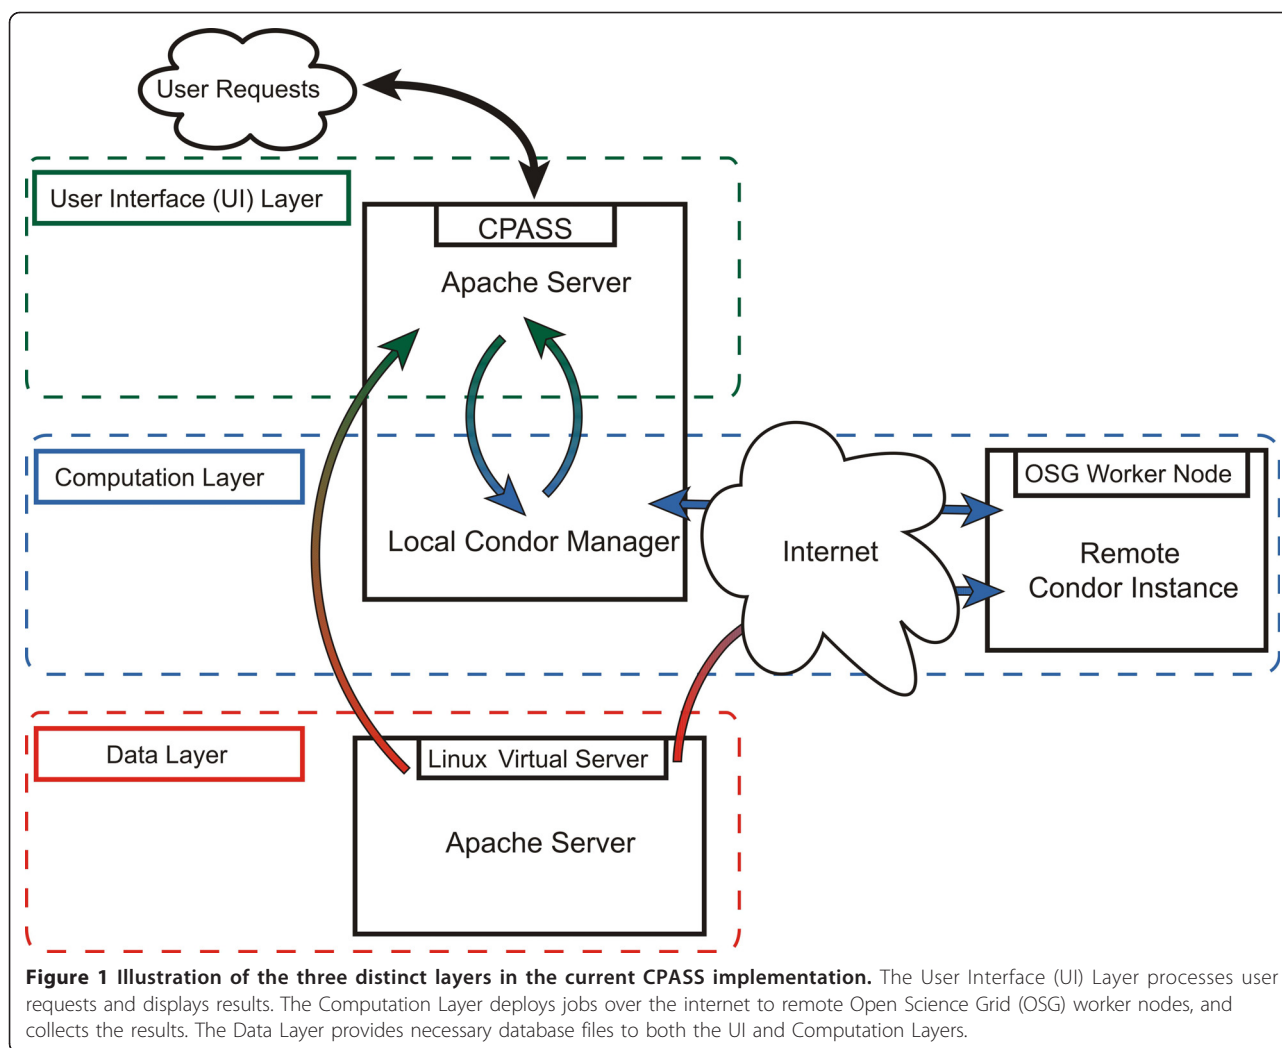 User Requests
User Interface (UI) Layer
CPASS
Apache Server
Computation Layer
OSG Worker Node
Local Condor Manager
Internet
Remote
Condor Instance
Data Layer
Linux Virtual Server
Apache Server
Figure 1 Illustration of the three distinct layers in the current CPASS implementation. The User Interface (UI) Layer processes user
requests and displays results. The Computation Layer deploys jobs over the internet to remote Open Science Grid (OSG) worker nodes, and
collects the results. The Data Layer provides necessary database files to both the UI and Computation Layers.